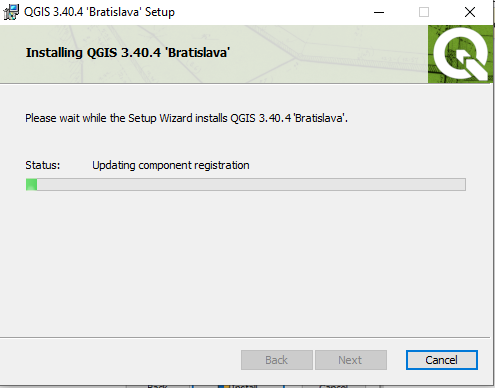 QGIS 3.40.4 'Bratislava' Setup
Installing QGIS 3.40.4 'Bratislava'
Please wait while the Setup Wizard installs QGIS 3.40.4 'Bratislava'.
Status: Updating component registration
Back Next Cancel